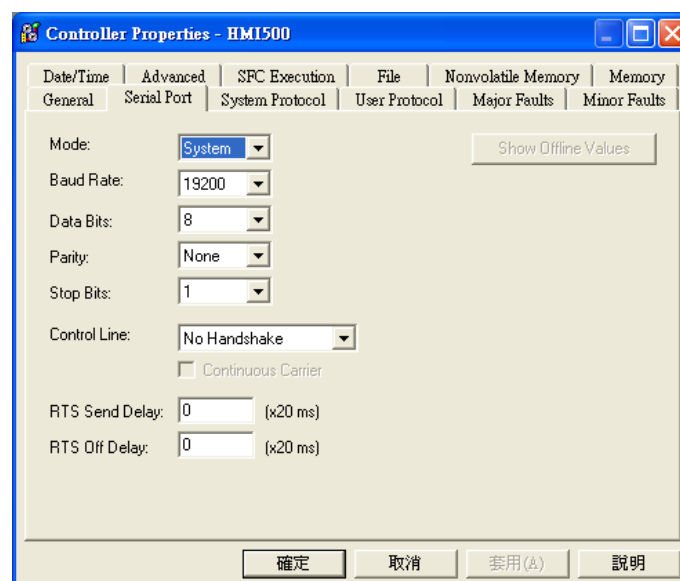 Controller Properties - HMI500
Date/Time Advanced SFC Execution File Nonvolatile Memory Memory
General Serial Port System Protocol User Protocol Major Faults Minor Faults
Mode: System Show Offline Values
Baud Rate: 19200
Data Bits: 8
Parity: None
Stop Bits: 1
Control Line: No Handshake
Continuous Carrier
RTS Send Delay: 0 (x20 ms)
RTS Off Delay: 0 (x20 ms)
確定 取消 套用(A) 說明